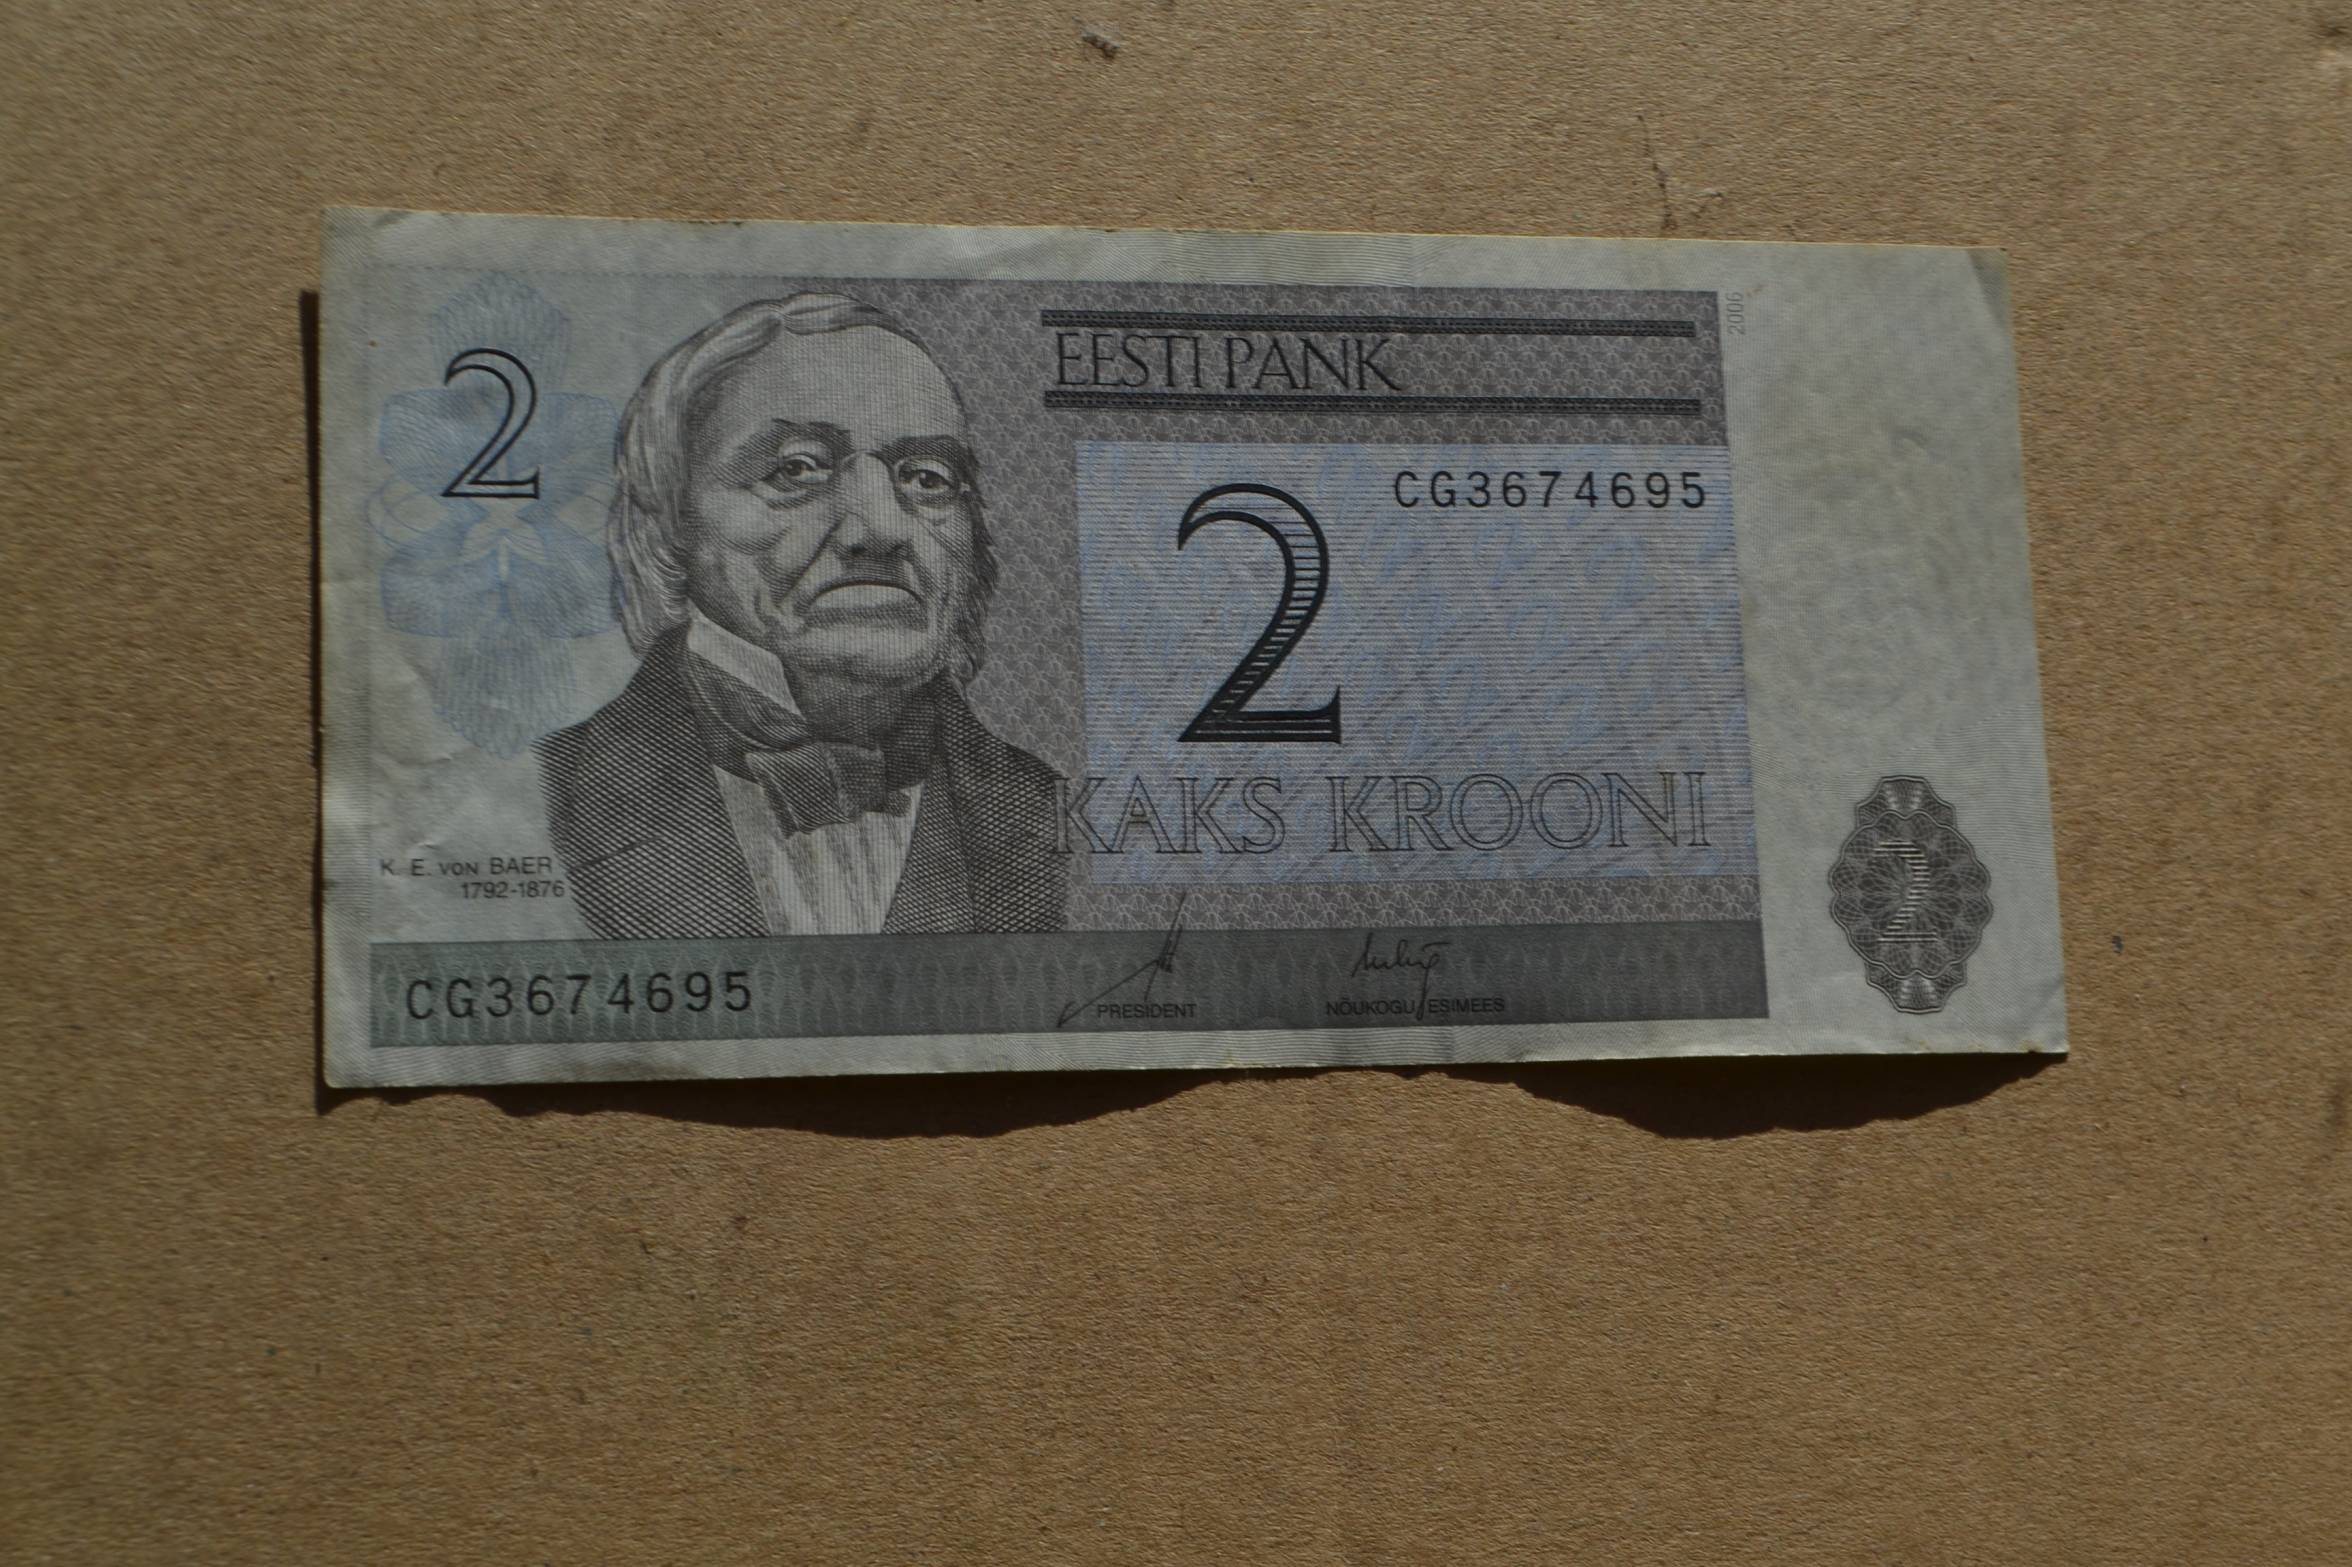 2
EESTI PANK
2006
CG3674695
2
KAKS KROONI
K. E. VON BAER
1792-1876
CG3674695
PRESIDENT
NÕUKOGU ESIMEES
2